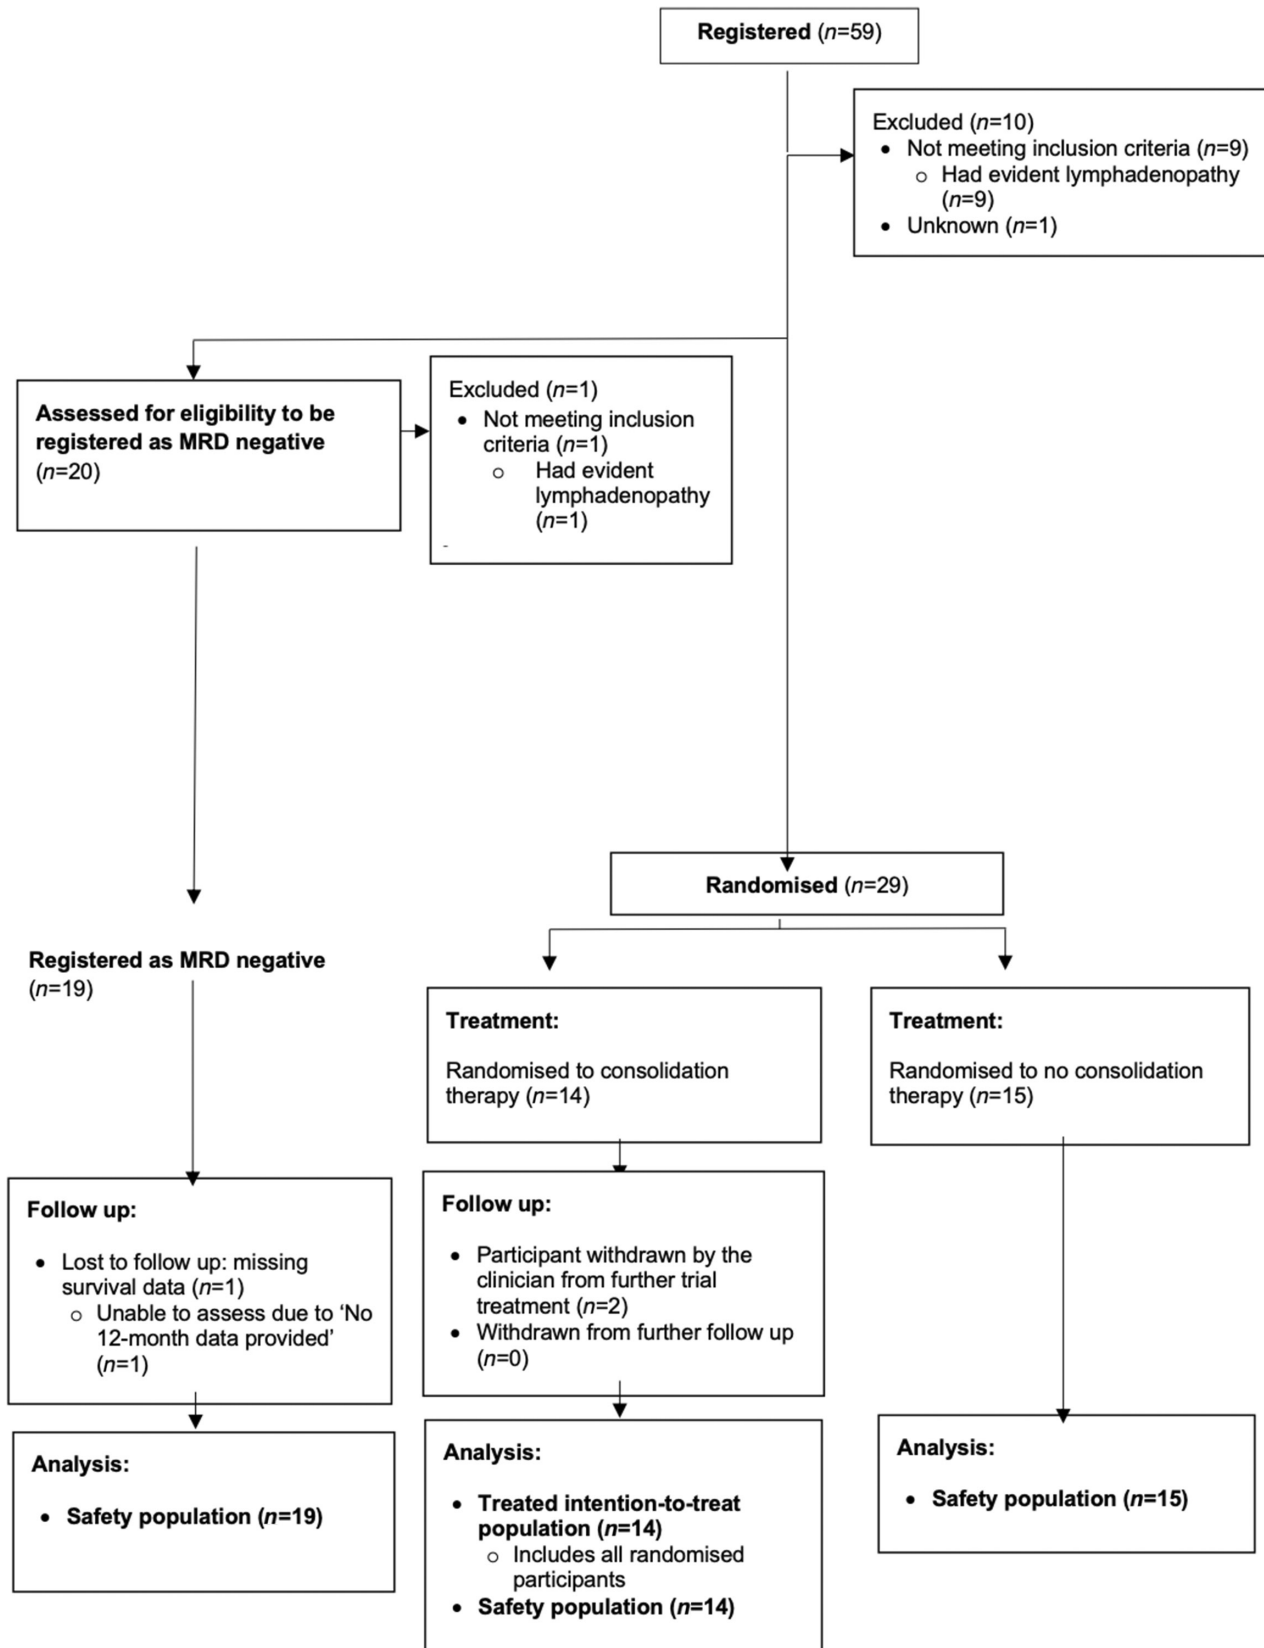 Registered (n=59)
Excluded (n=10)
• Not meeting inclusion criteria (n=9)
o Had evident lymphadenopathy
(n=9)
• Unknown (n=1)
Assessed for eligibility to be
registered as MRD negative
(n=20)
Excluded (n=1)
• Not meeting inclusion
criteria (n=1)
o Had evident
lymphadenopathy
(n=1)
-
Randomised (n=29)
Registered as MRD negative
(n=19)
Treatment:
Randomised to consolidation
therapy (n=14)
Treatment:
Randomised to no consolidation
therapy (n=15)
Follow up:
• Lost to follow up: missing
survival data (n=1)
o Unable to assess due to ‘No
12-month data provided’
(n=1)
Follow up:
• Participant withdrawn by the
clinician from further trial
treatment (n=2)
• Withdrawn from further follow up
(n=0)
Analysis:
• Safety population (n=19)
Analysis:
• Treated intention-to-treat
population (n=14)
o Includes all randomised
participants
• Safety population (n=14)
Analysis:
• Safety population (n=15)